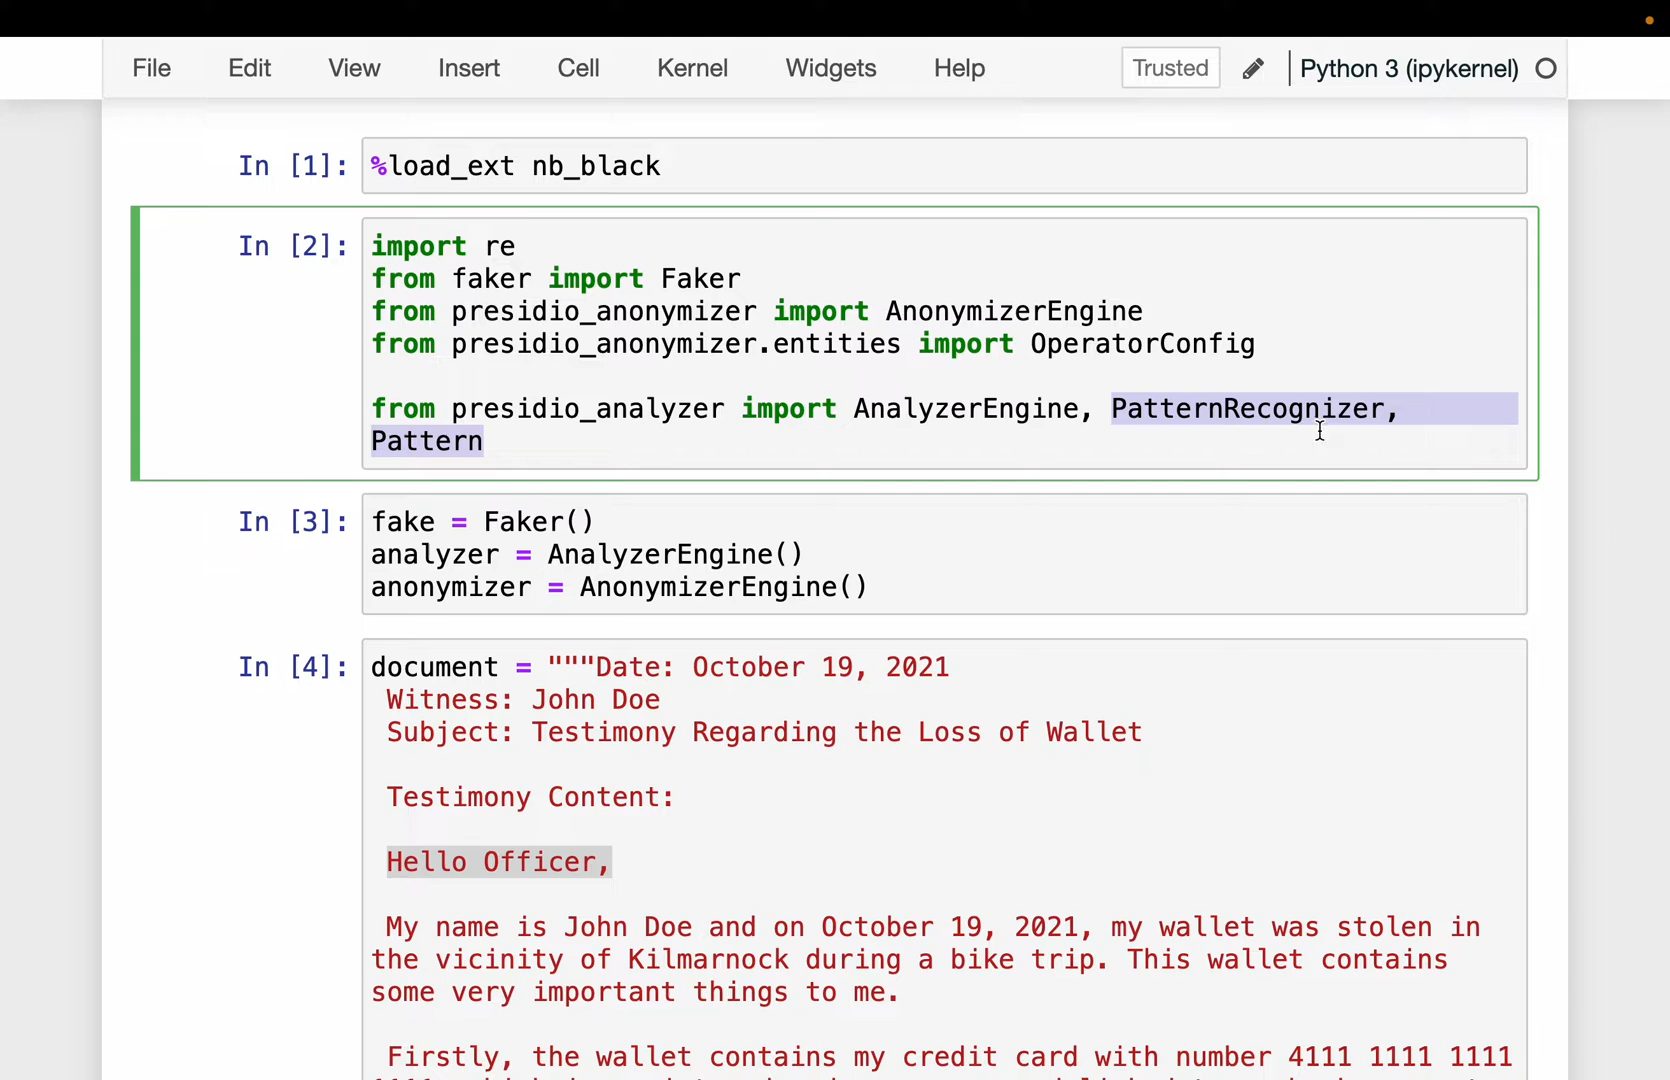 File Edit View Insert Cell Kernel Widgets Help Trusted Python 3 (ipykernel)
In [1]: %load_ext nb_black
In [2]: import re
from faker import Faker
from presidio_anonymizer import AnonymizerEngine
from presidio_anonymizer.entities import OperatorConfig
from presidio_analyzer import AnalyzerEngine, PatternRecognizer,
Pattern
In [3]: fake = Faker()
analyzer = AnalyzerEngine()
anonymizer = AnonymizerEngine()
In [4]: document = """Date: October 19, 2021
Witness: John Doe
Subject: Testimony Regarding the Loss of Wallet
Testimony Content:
Hello Officer,
My name is John Doe and on October 19, 2021, my wallet was stolen in
the vicinity of Kilmarnock during a bike trip. This wallet contains
some very important things to me.
Firstly, the wallet contains my credit card with number 4111 1111 1111